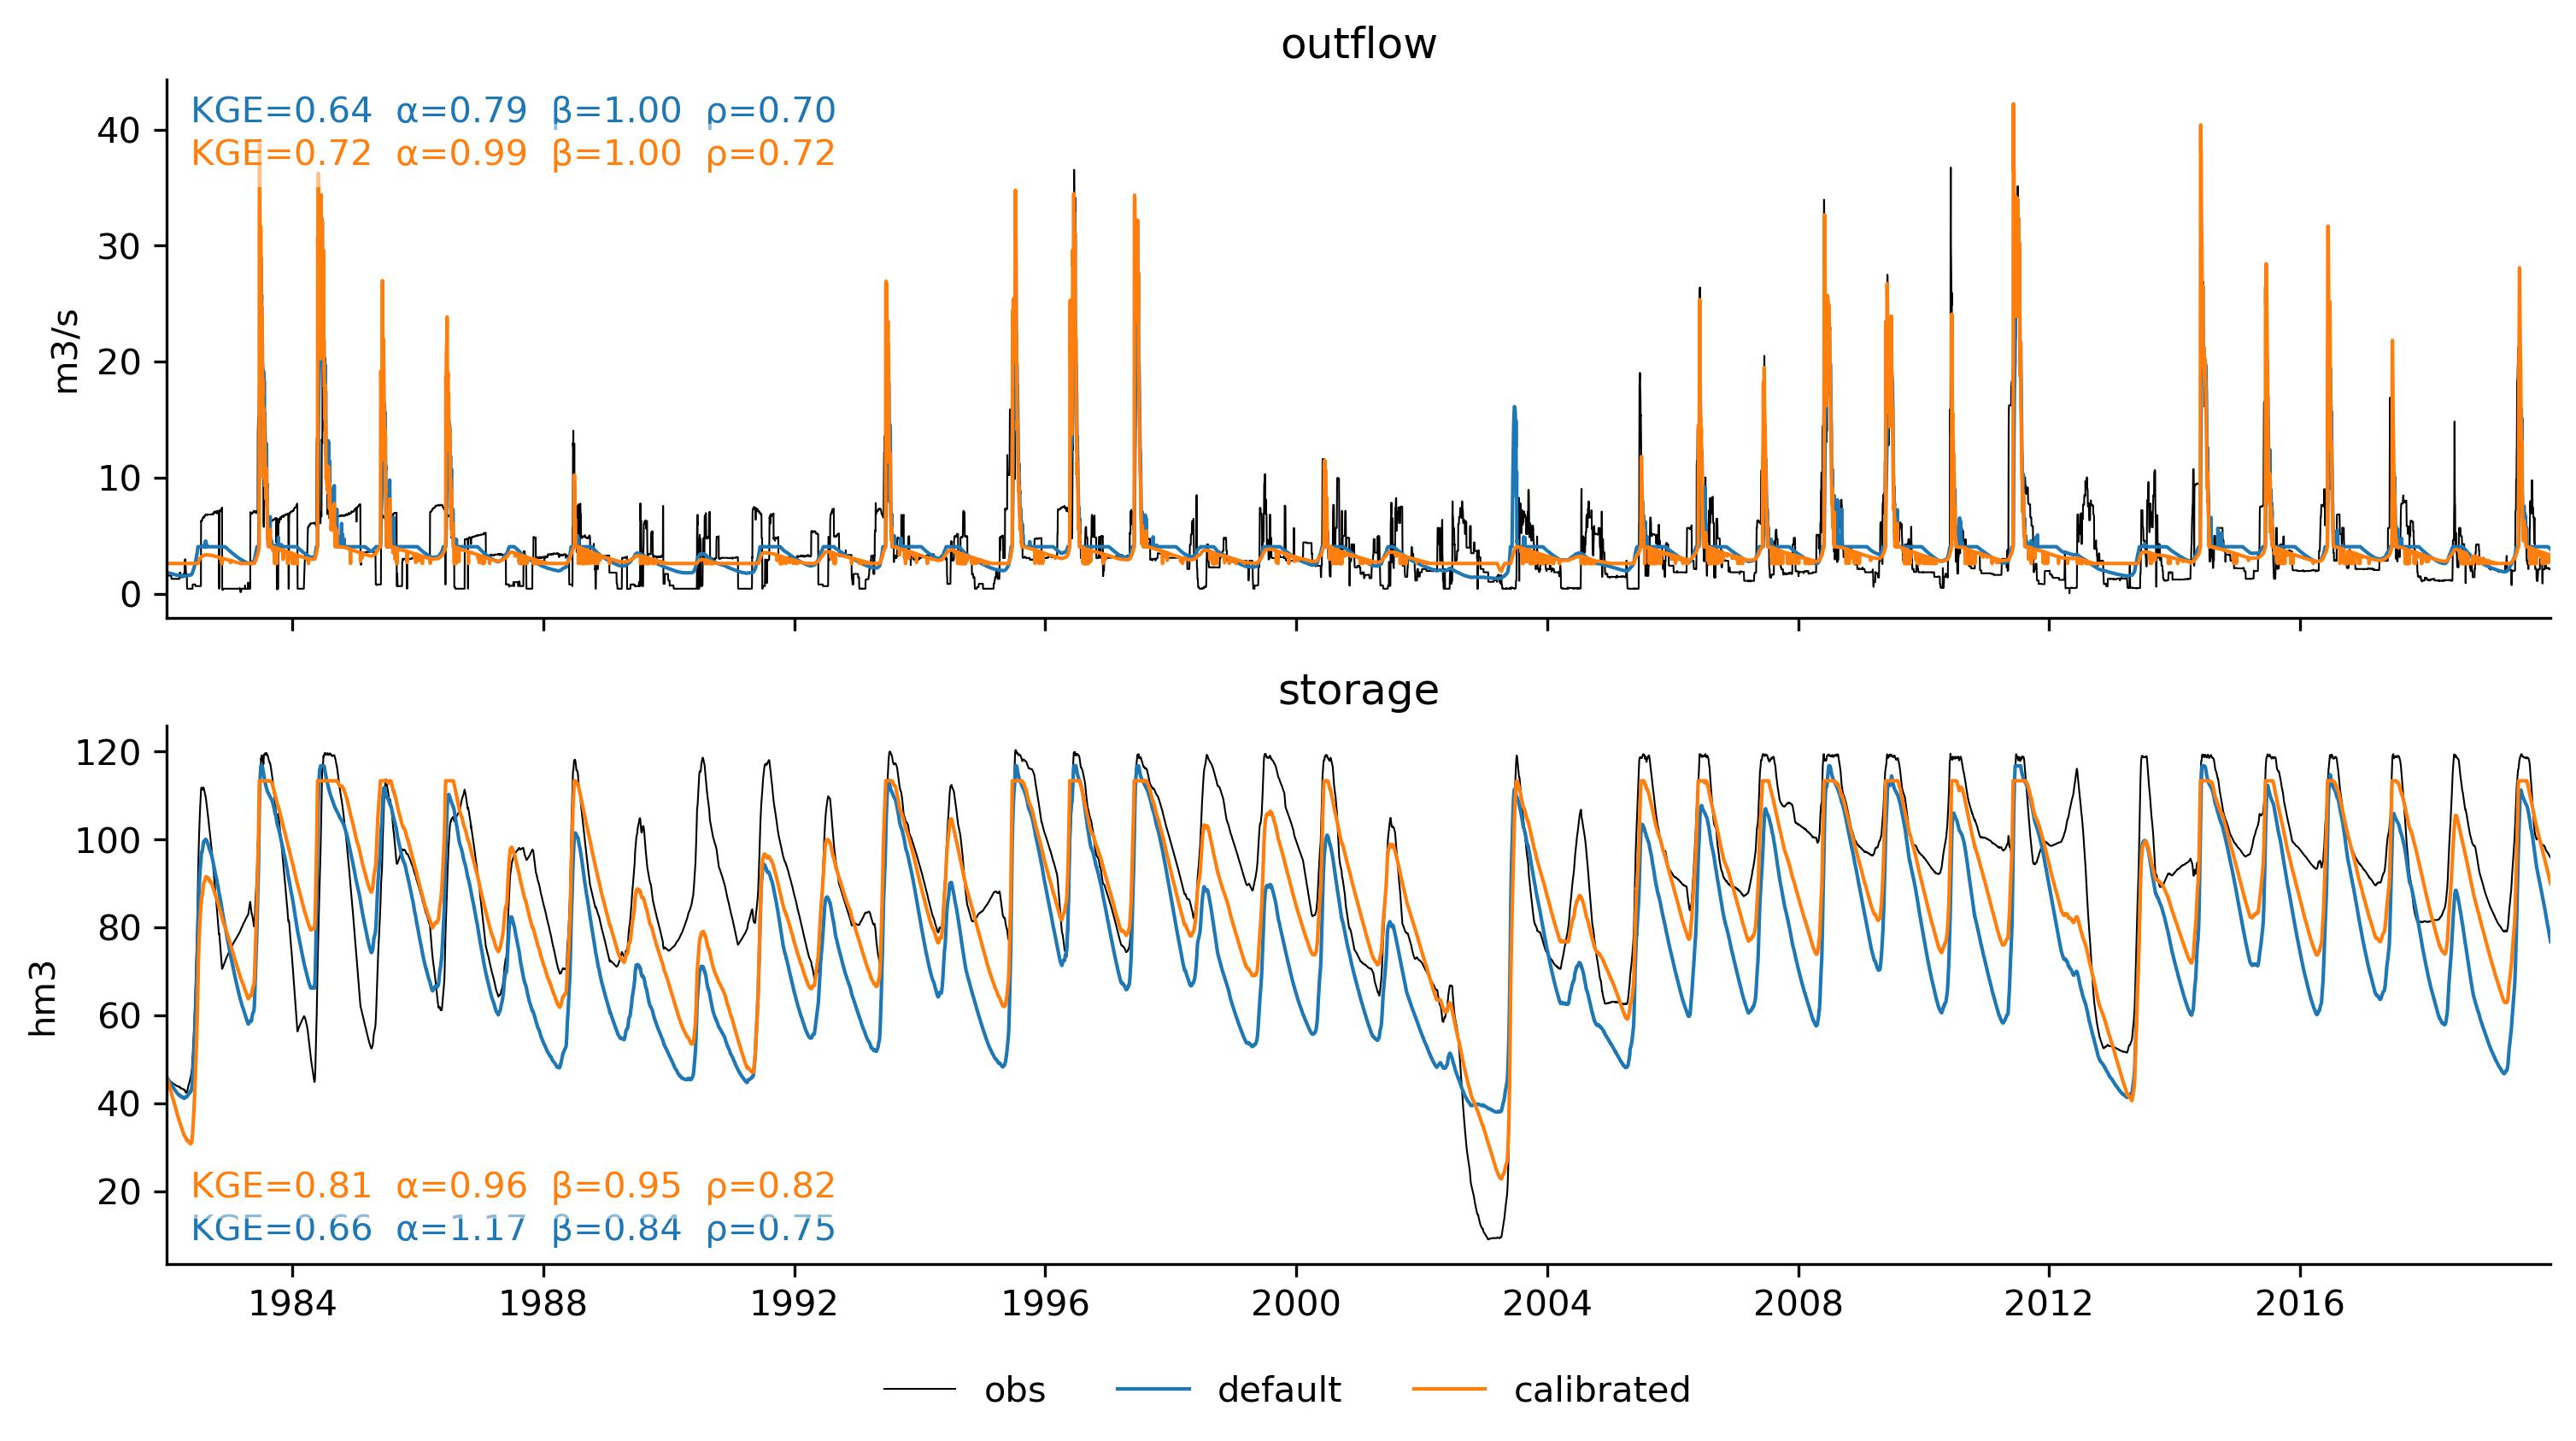 outflow
KGE=0.64 α=0.79 β=1.00 ρ=0.70
KGE=0.72 α=0.99 β=1.00 ρ=0.72
40
30
20
10
0
m3/s
storage
120
100
80
60
40
20
hm3
KGE=0.81 α=0.96 β=0.95 ρ=0.82
KGE=0.66 α=1.17 β=0.84 ρ=0.75
1984 1988 1992 1996 2000 2004 2008 2012 2016
obs default calibrated